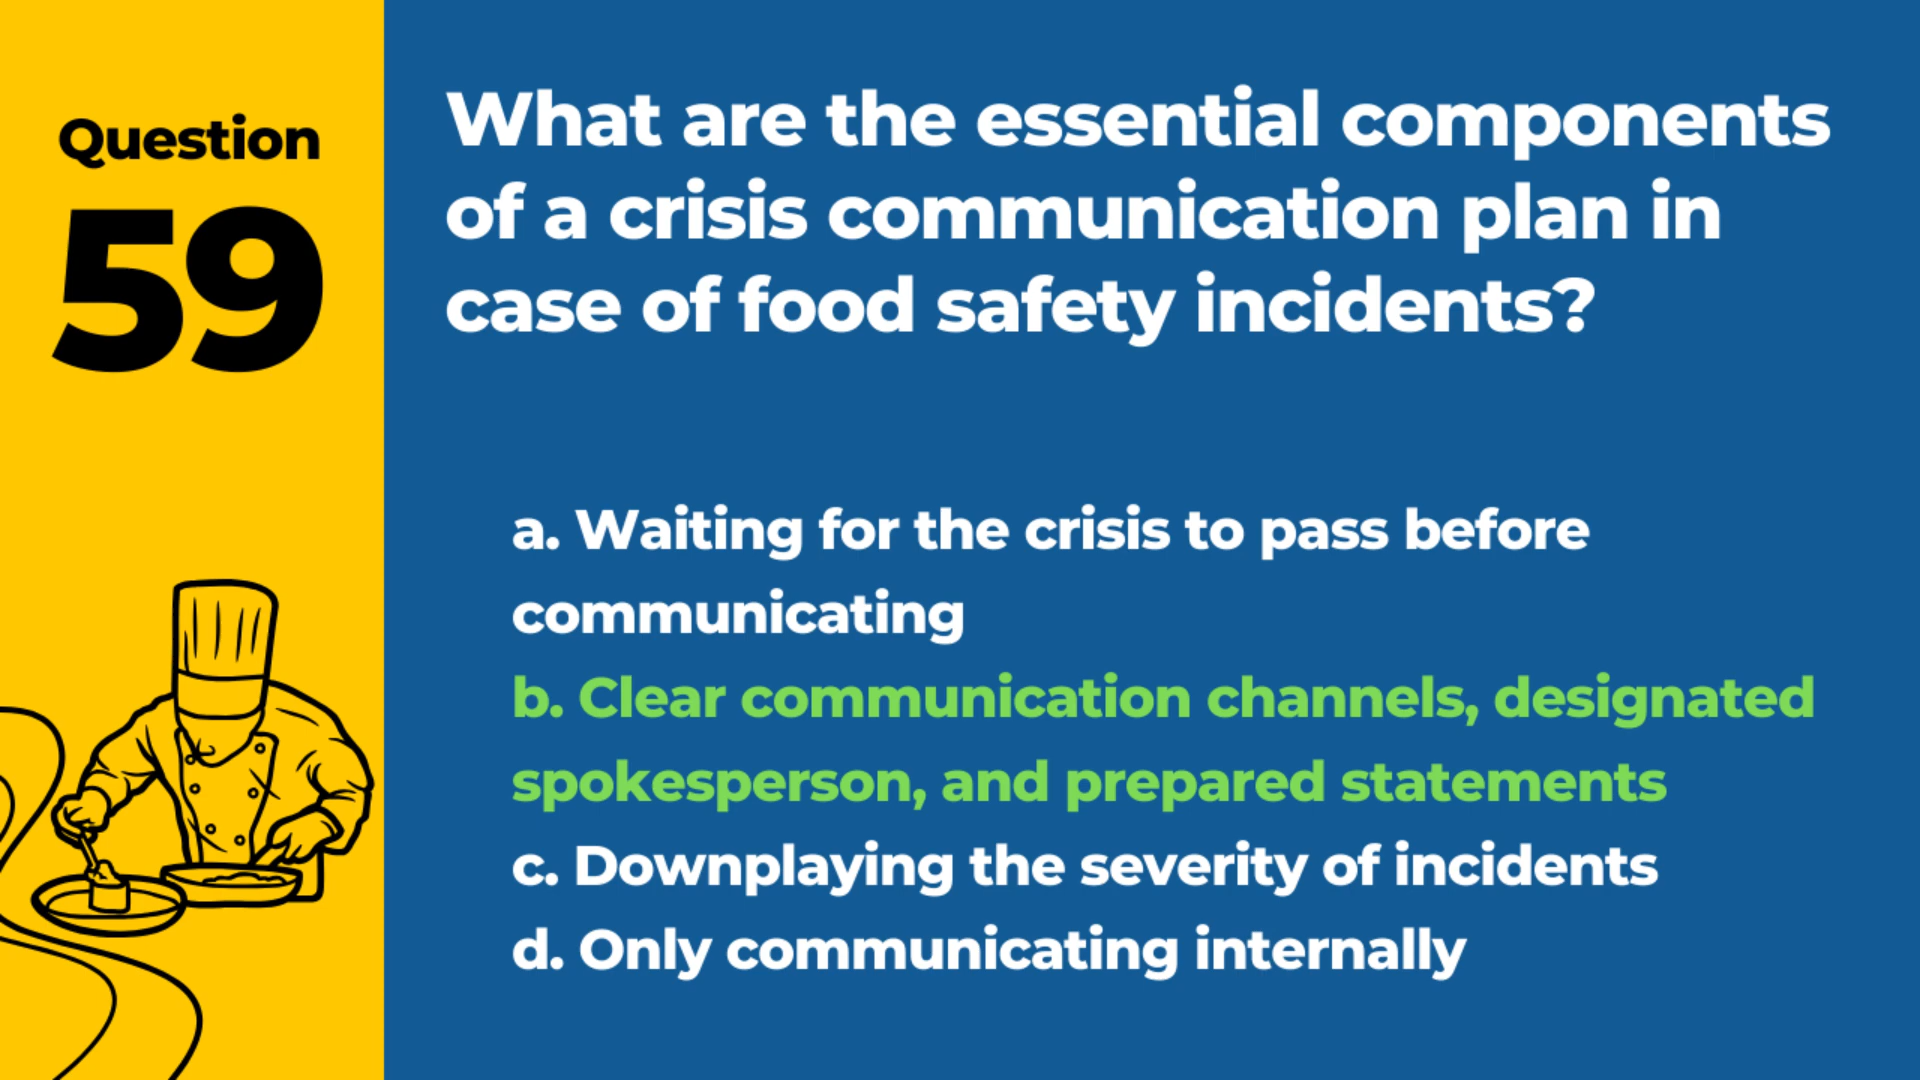 Question
59
What are the essential components
of a crisis communication plan in
case of food safety incidents?
a. Waiting for the crisis to pass before
communicating
b. Clear communication channels, designated
spokesperson, and prepared statements
c. Downplaying the severity of incidents
d. Only communicating internally